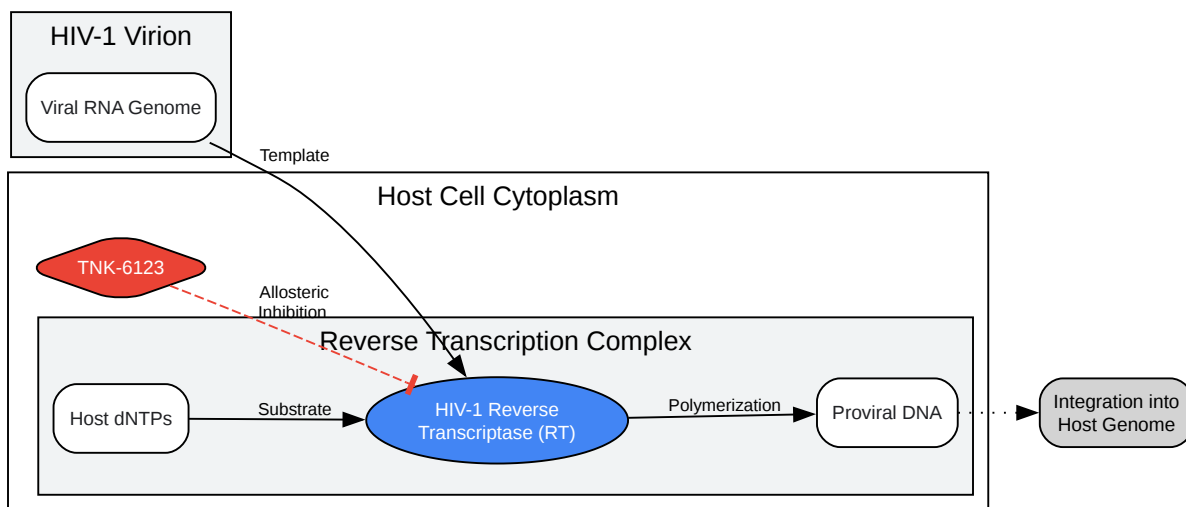 HIV-1 Virion
Viral RNA Genome
Template
Host Cell Cytoplasm
TNK-6123
Allosteric
Inhibition
Reverse Transcription Complex
Host dNTPs
Substrate
HIV-1 Reverse
Transcriptase (RT)
Polymerization
Proviral DNA
Integration into
Host Genome